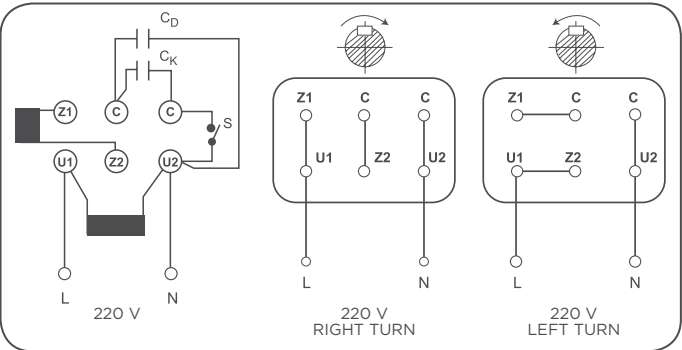 C_D
C_K
Z1 C C S
U1 Z2 U2
L N
220 V
Z1 C C
U1 Z2 U2
L N
220 V
RIGHT TURN
Z1 C C
U1 Z2 U2
L N
220 V
LEFT TURN